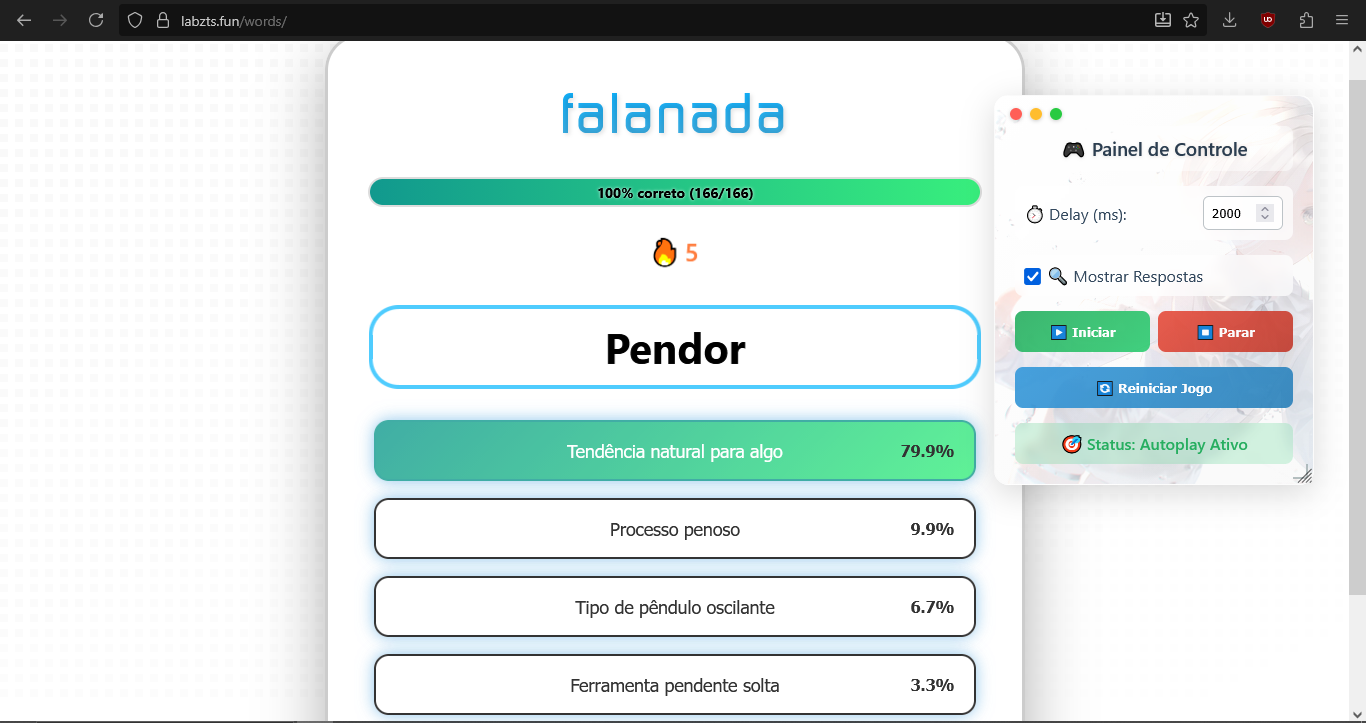 labzts.fun/words/
falanada
100% correto (166/166)
🔥 5
Pendor
Tendência natural para algo 79.9%
Processo penoso 9.9%
Tipo de pêndulo oscilante 6.7%
Ferramenta pendente solta 3.3%
🎮 Painel de Controle
⏱️ Delay (ms): 2000
🔍 Mostrar Respostas
▶️ Iniciar ⏹️ Parar
🔄 Reiniciar Jogo
🎯 Status: Autoplay Ativo